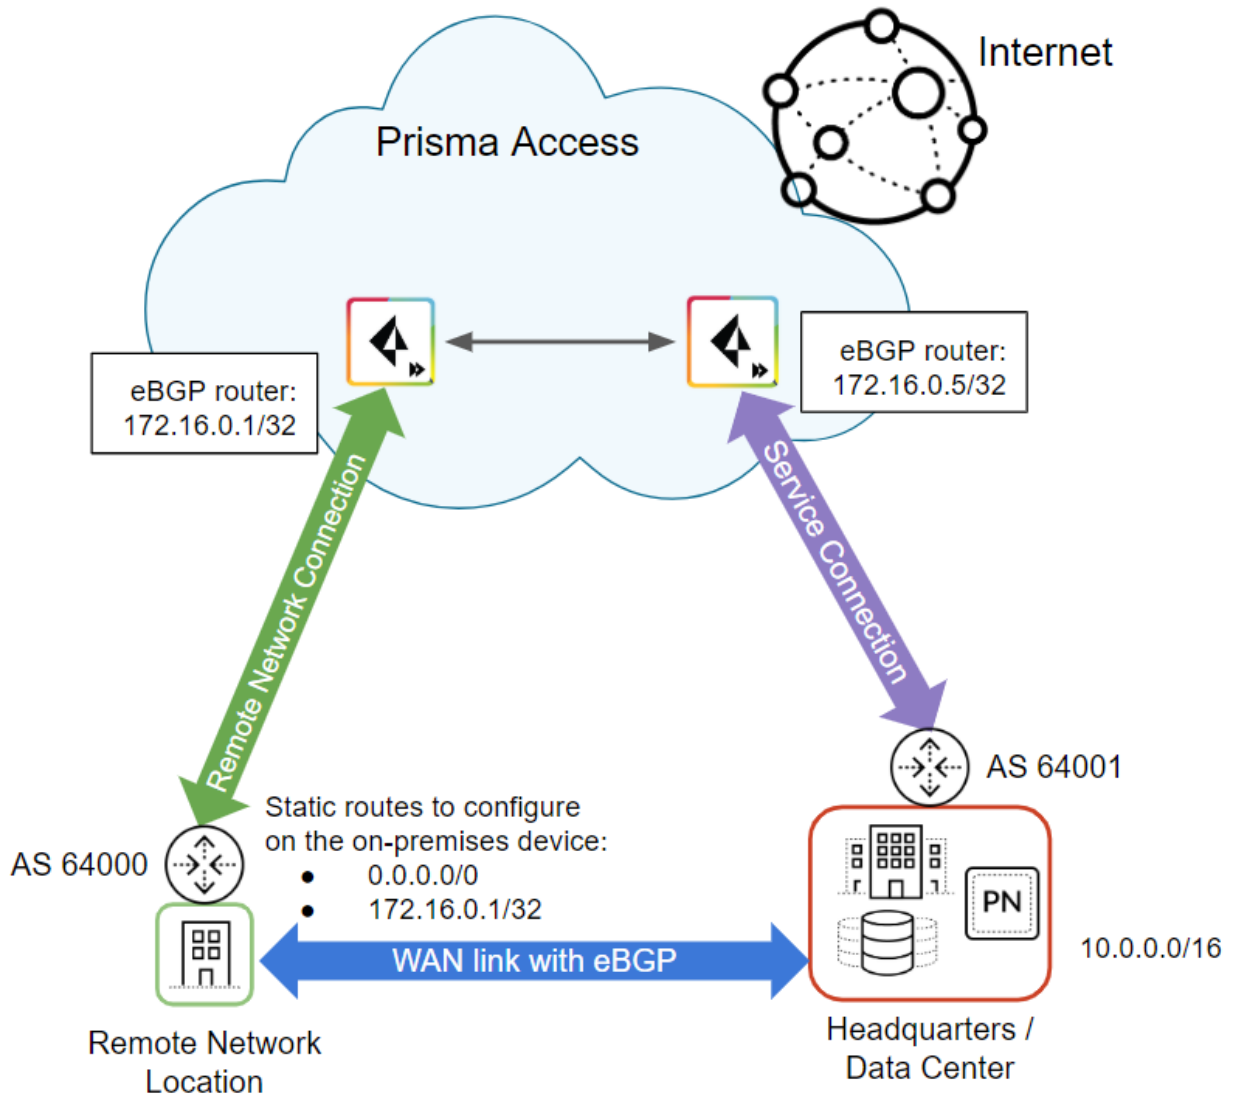 Internet
Prisma Access
eBGP router:
172.16.0.1/32
eBGP router:
172.16.0.5/32
Remote Network Connection
Service Connection
AS 64001
Static routes to configure
on the on-premises device:
● 0.0.0.0/0
● 172.16.0.1/32
AS 64000
PN
WAN link with eBGP
10.0.0.0/16
Remote Network
Location
Headquarters /
Data Center